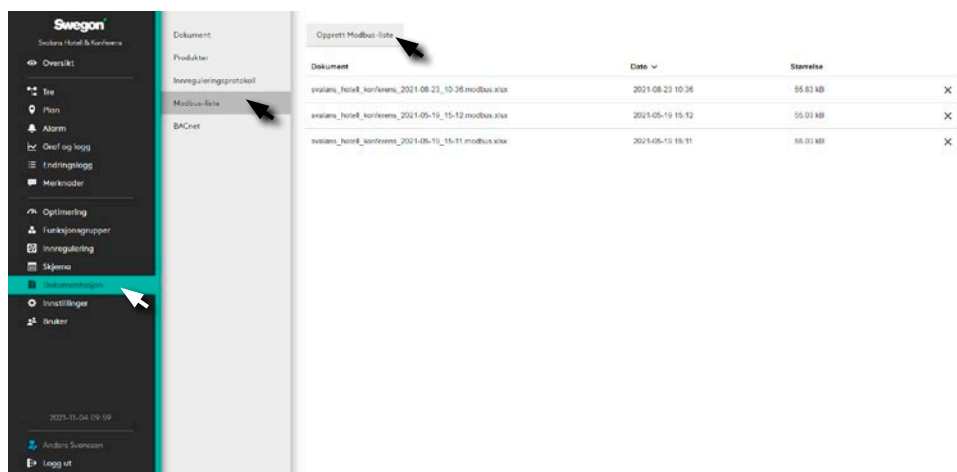 Swegon
Svalans Hotell & Konferens
Oversikt
Tre
Plan
Alarm
Graf og logg
Endringslogg
Merknader
Optimering
Funksjonsgrupper
Innregulering
Skjema
Dokumentasjon
Innstillinger
Bruker
2021-11-04 09:59
Anders Svensson
Logg ut
Dokument
Produkter
Innreguleringsprotokoll
Modbus-liste
BACnet
Opprett Modbus-liste
Dokument Dato Størrelse
svalans_hotell_konferens_2021-08-23_10-36.modbus.xlsx 2021-08-23 10:36 55.83 kB
svalans_hotell_konferens_2021-05-19_15-12.modbus.xlsx 2021-05-19 15:12 55.03 kB
svalans_hotell_konferens_2021-05-19_15-11.modbus.xlsx 2021-05-19 15:11 55.03 kB